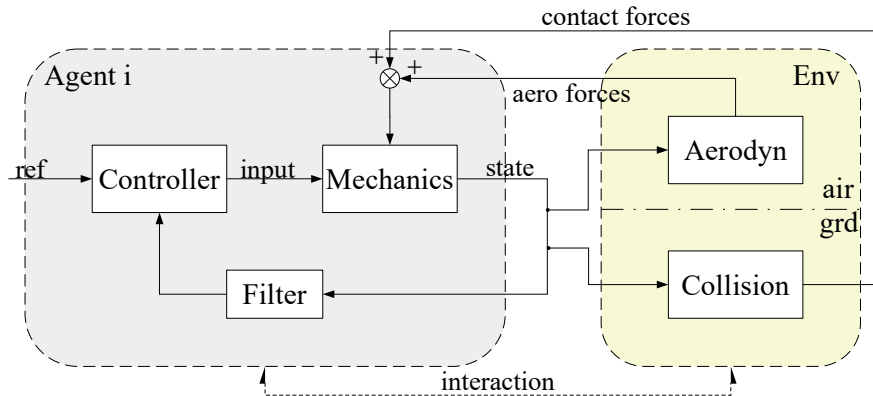 contact forces
Agent i
+
+
Env
aero forces
Aerodyn
ref
Controller
input
Mechanics
state
air
grd
Filter
Collision
interaction